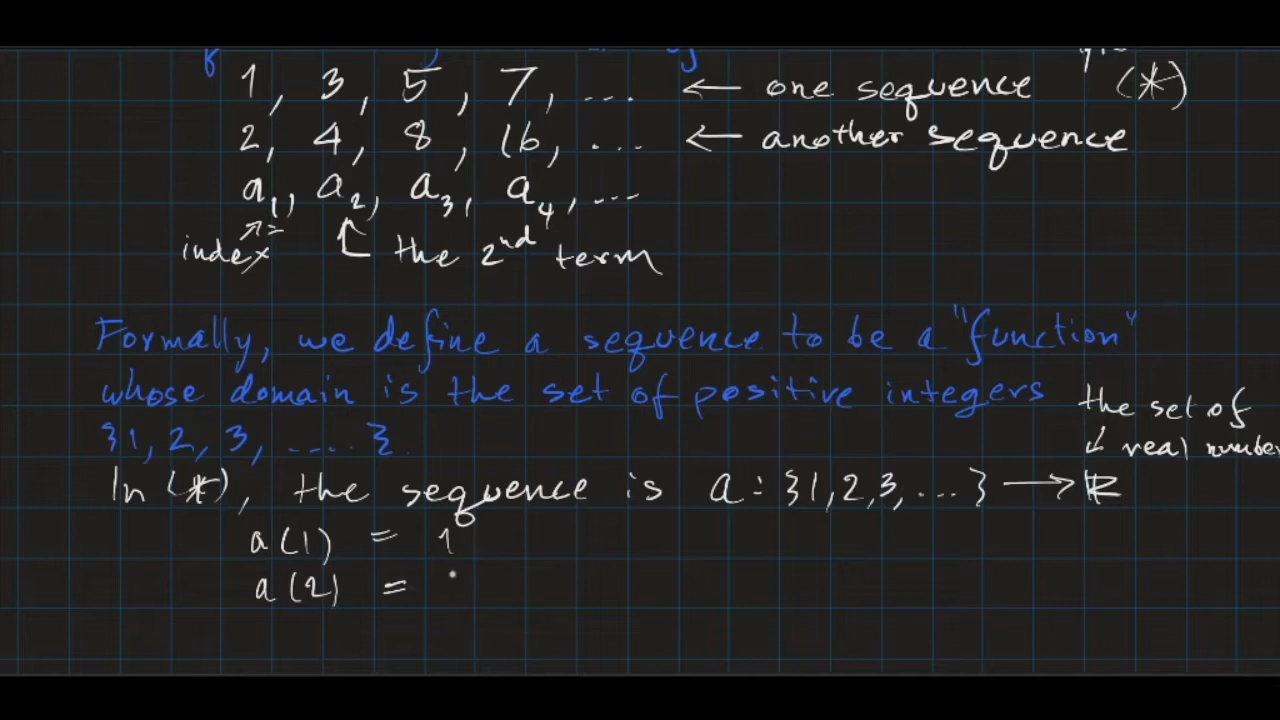 1, 3, 5, 7, ... ← one sequence (*)
2, 4, 8, 16, ... ← another sequence
a₁, a₂, a₃, a₄, ...
index the 2nd term
Formally, we define a sequence to be a "function"
whose domain is the set of positive integers
{1, 2, 3, ....}.
the set of
↓ real number
In (*), the sequence is a : {1,2,3,...} → ℝ
a(1) = 1
a(2) =